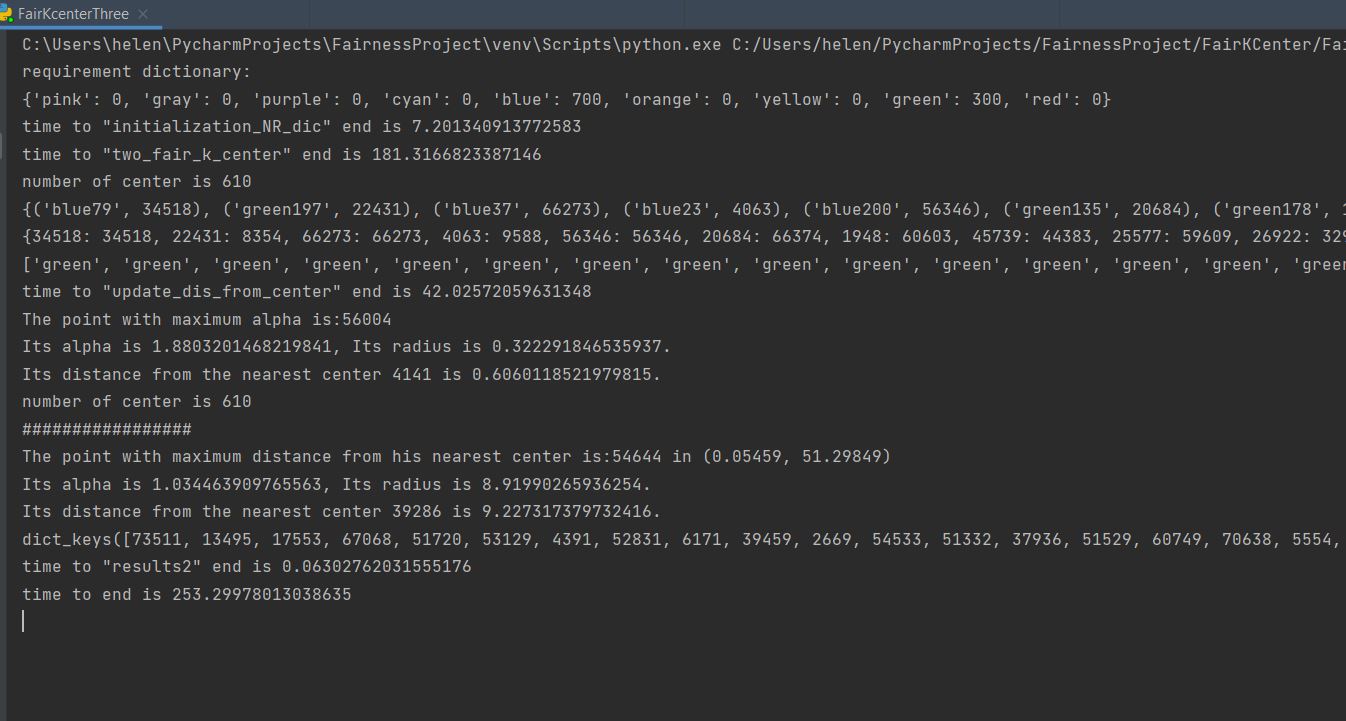 FairKcenterThree
C:\Users\helen\PycharmProjects\FairnessProject\venv\Scripts\python.exe C:/Users/helen/PycharmProjects/FairnessProject/FairKCenter/Fai
requirement dictionary:
{'pink': 0, 'gray': 0, 'purple': 0, 'cyan': 0, 'blue': 700, 'orange': 0, 'yellow': 0, 'green': 300, 'red': 0}
time to "initialization_NR_dic" end is 7.201340913772583
time to "two_fair_k_center" end is 181.3166823387146
number of center is 610
{('blue79', 34518), ('green197', 22431), ('blue37', 66273), ('blue23', 4063), ('blue200', 56346), ('green135', 20684), ('green178', 1
{34518: 34518, 22431: 8354, 66273: 66273, 4063: 9588, 56346: 56346, 20684: 66374, 1948: 60603, 45739: 44383, 25577: 59609, 26922: 329
['green', 'green', 'green', 'green', 'green', 'green', 'green', 'green', 'green', 'green', 'green', 'green', 'green', 'green', 'green
time to "update_dis_from_center" end is 42.02572059631348
The point with maximum alpha is:56004
Its alpha is 1.8803201468219841, Its radius is 0.322291846535937.
Its distance from the nearest center 4141 is 0.6060118521979815.
number of center is 610
#################
The point with maximum distance from his nearest center is:54644 in (0.05459, 51.29849)
Its alpha is 1.034463909765563, Its radius is 8.91990265936254.
Its distance from the nearest center 39286 is 9.227317379732416.
dict_keys([73511, 13495, 17553, 67068, 51720, 53129, 4391, 52831, 6171, 39459, 2669, 54533, 51332, 37936, 51529, 60749, 70638, 5554,
time to "results2" end is 0.06302762031555176
time to end is 253.29978013038635